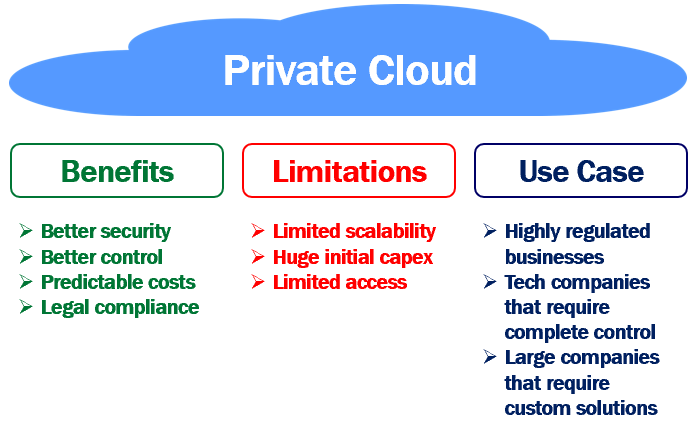 Private Cloud
Benefits
Better security
Better control
Predictable costs
Legal compliance
Limitations
Limited scalability
Huge initial capex
Limited access
Use Case
Highly regulated
businesses
Tech companies
that require
complete control
Large companies
that require
custom solutions